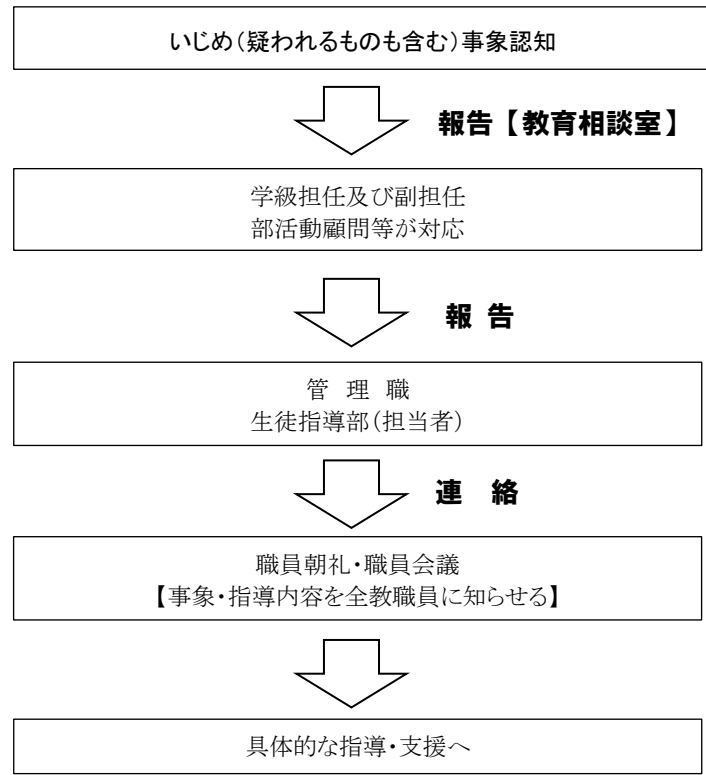 いじめ（疑われるものも含む）事象認知
報告【教育相談室】
学級担任及び副担任
部活動顧問等が対応
報 告
管 理 職
生徒指導部（担当者）
連 絡
職員朝礼・職員会議
【事象・指導内容を全教職員に知らせる】
具体的な指導・支援へ